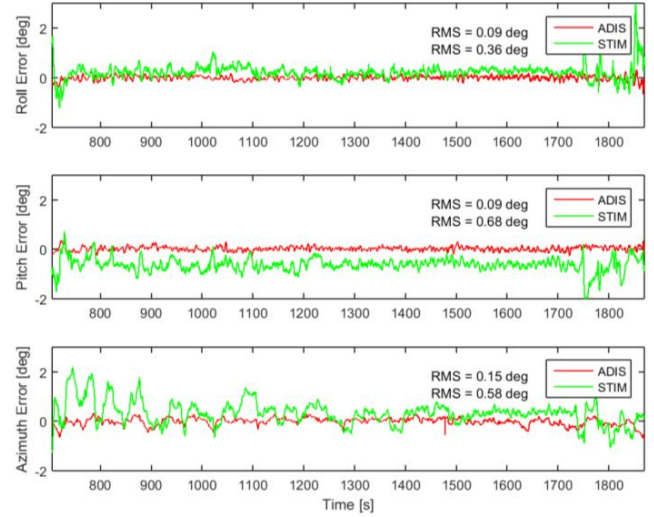 Roll Error [deg]
2
0
-2
RMS = 0.09 deg
RMS = 0.36 deg
ADIS
STIM
800 900 1000 1100 1200 1300 1400 1500 1600 1700 1800
Pitch Error [deg]
2
0
-2
RMS = 0.09 deg
RMS = 0.68 deg
ADIS
STIM
800 900 1000 1100 1200 1300 1400 1500 1600 1700 1800
Azimuth Error [deg]
2
0
-2
RMS = 0.15 deg
RMS = 0.58 deg
ADIS
STIM
800 900 1000 1100 1200 1300 1400 1500 1600 1700 1800
Time [s]